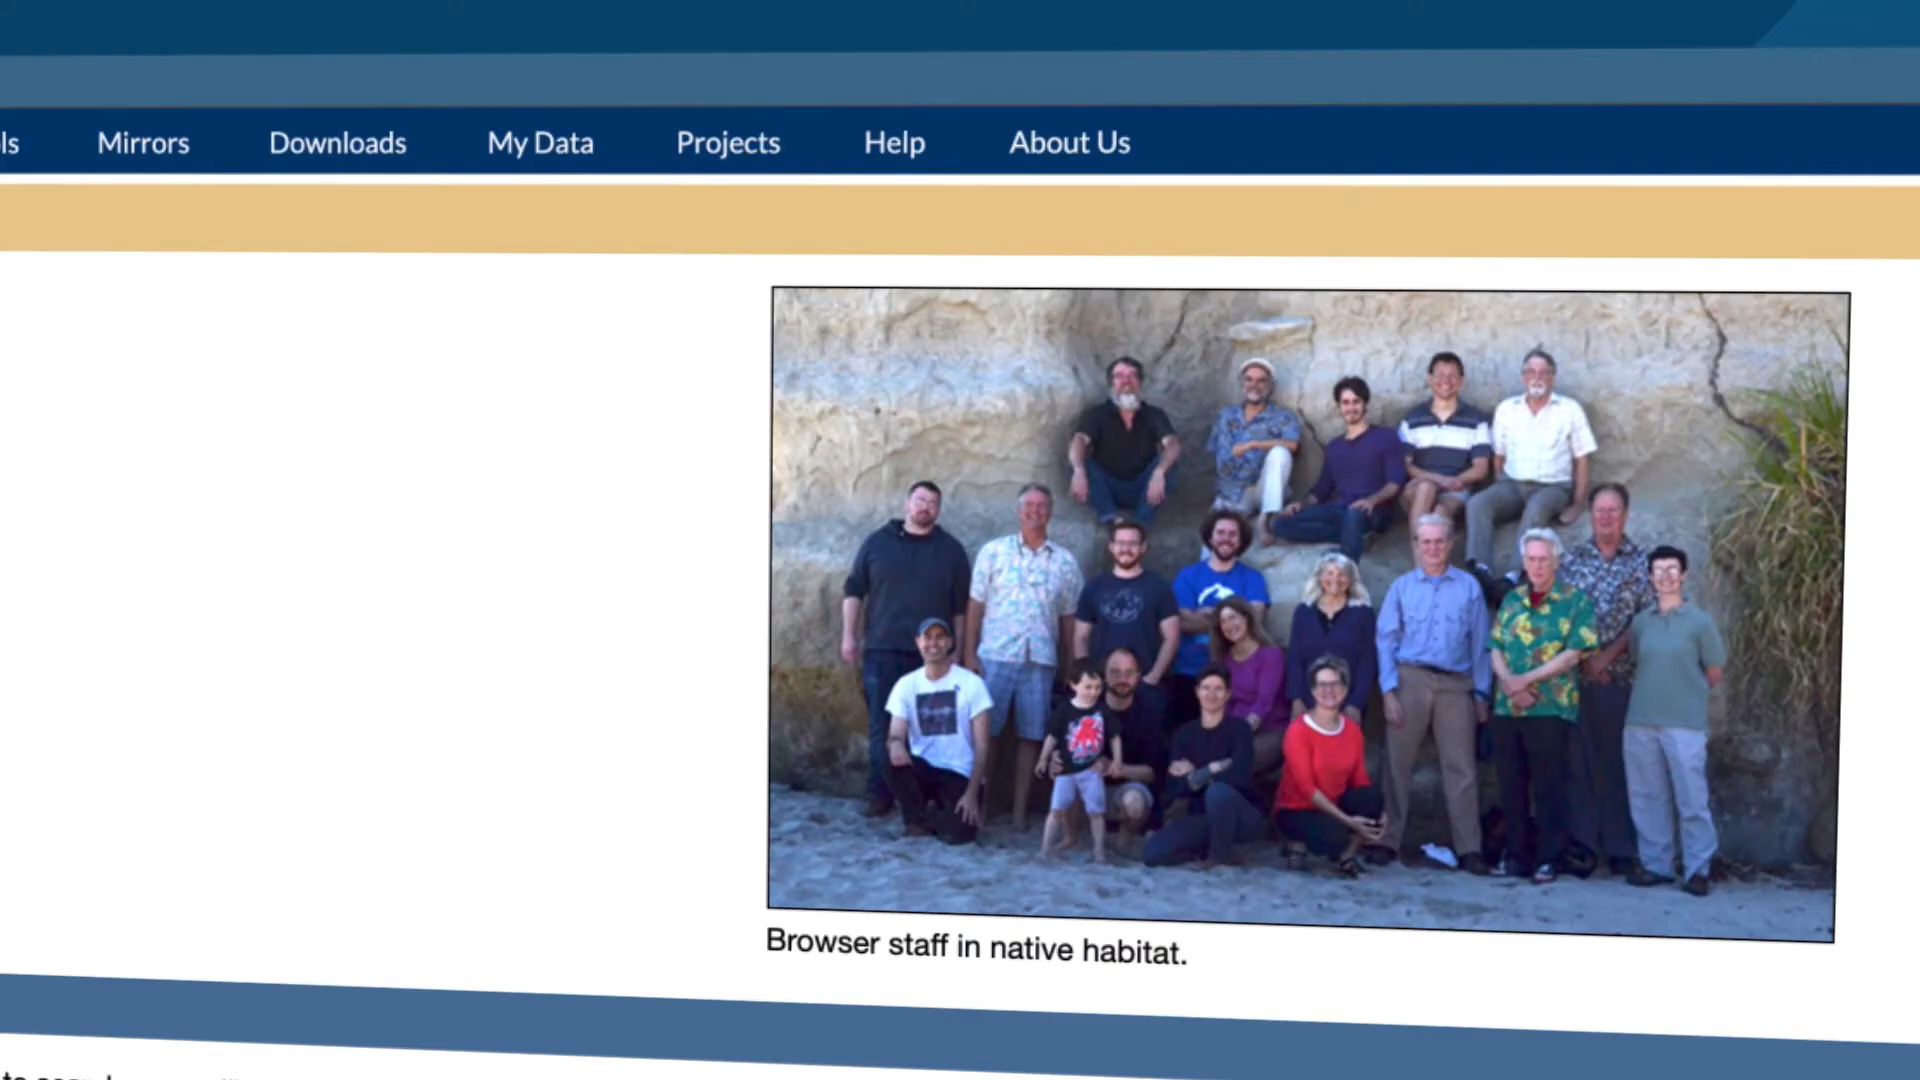 Mirrors Downloads My Data Projects Help About Us
Browser staff in native habitat.